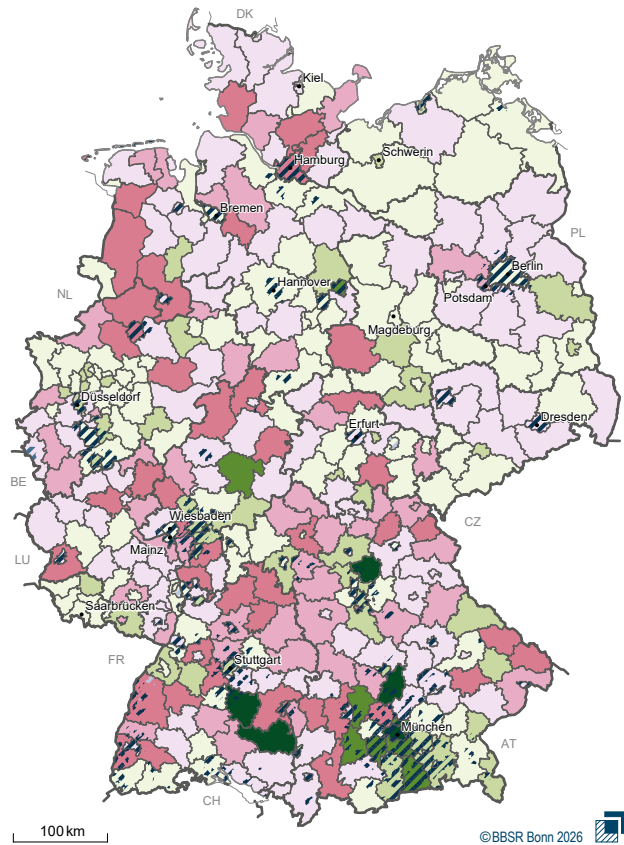 DK
Kiel
Hamburg
Schwerin
Bremen
PL
Berlin
NL
Hannover
Potsdam
Magdeburg
Düsseldorf
Erfurt
Dresden
BE
Wiesbaden
CZ
Mainz
LU
Saarbrücken
FR
Stuttgart
München
AT
CH
100 km
©BBSR Bonn 2026